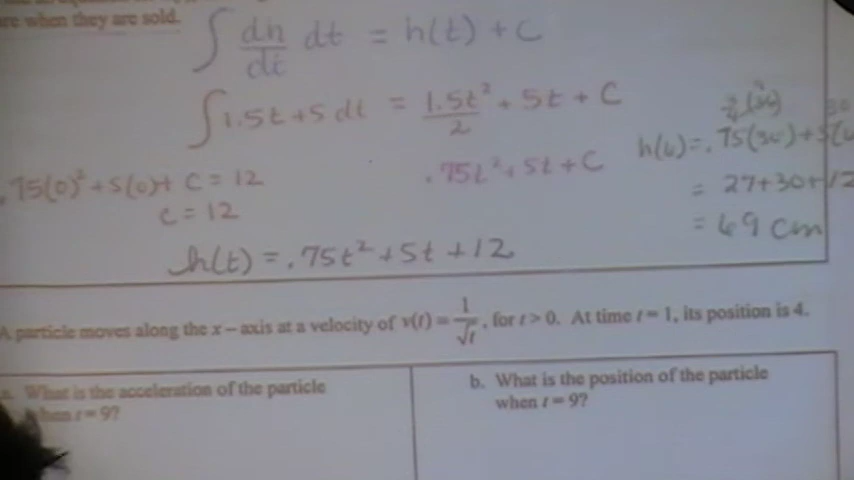 are when they are sold.
∫ dh/dt dt = h(t) + C
∫ 1.5t + 5 dt = 1.5t²/2 + 5t + C
.75t² + 5t + C
.75(0)² + 5(0) + C = 12
C = 12
h(t) = .75t² + 5t + 12
h(6) = .75(36) + 5(6
= 27 + 30 + 12
= 69 cm
A particle moves along the x – axis at a velocity of v(t) = 1/√t, for t > 0. At time t = 1, its position is 4.
a. What is the acceleration of the particle
when t = 9?
b. What is the position of the particle
when t = 9?